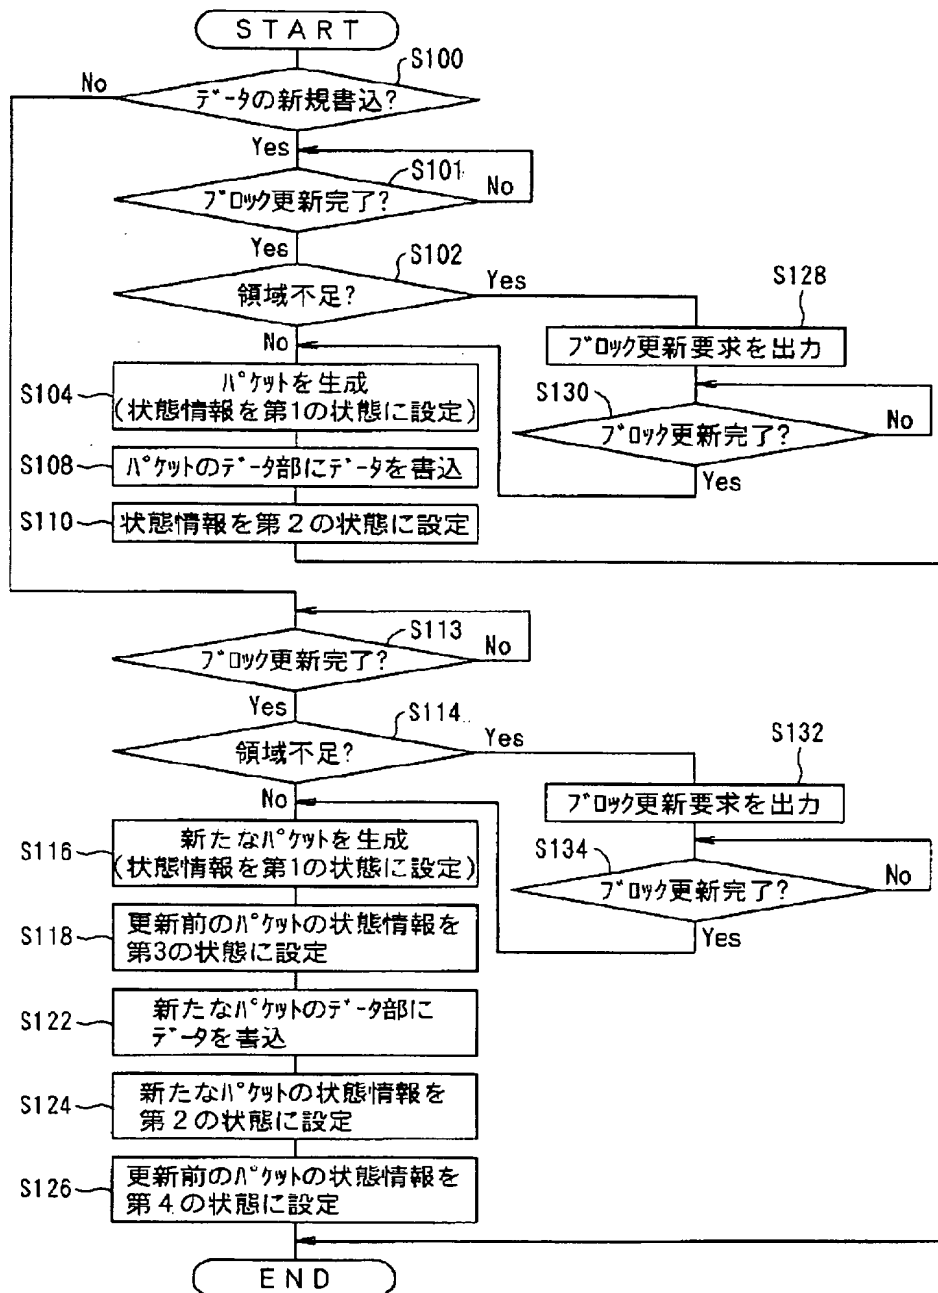 START
S100
No
データの新規書込?
Yes
S101
No
ブロック更新完了?
Yes
S102
Yes
領域不足?
No
S128
ブロック更新要求を出力
S104
パケットを生成
(状態情報を第1の状態に設定)
S130
No
ブロック更新完了?
Yes
S108
パケットのデータ部にデータを書込
S110
状態情報を第2の状態に設定
S113
No
ブロック更新完了?
Yes
S114
Yes
領域不足?
No
S132
ブロック更新要求を出力
S116
新たなパケットを生成
(状態情報を第1の状態に設定)
S134
No
ブロック更新完了?
Yes
S118
更新前のパケットの状態情報を
第3の状態に設定
S122
新たなパケットのデータ部に
データを書込
S124
新たなパケットの状態情報を
第2の状態に設定
S126
更新前のパケットの状態情報を
第4の状態に設定
END